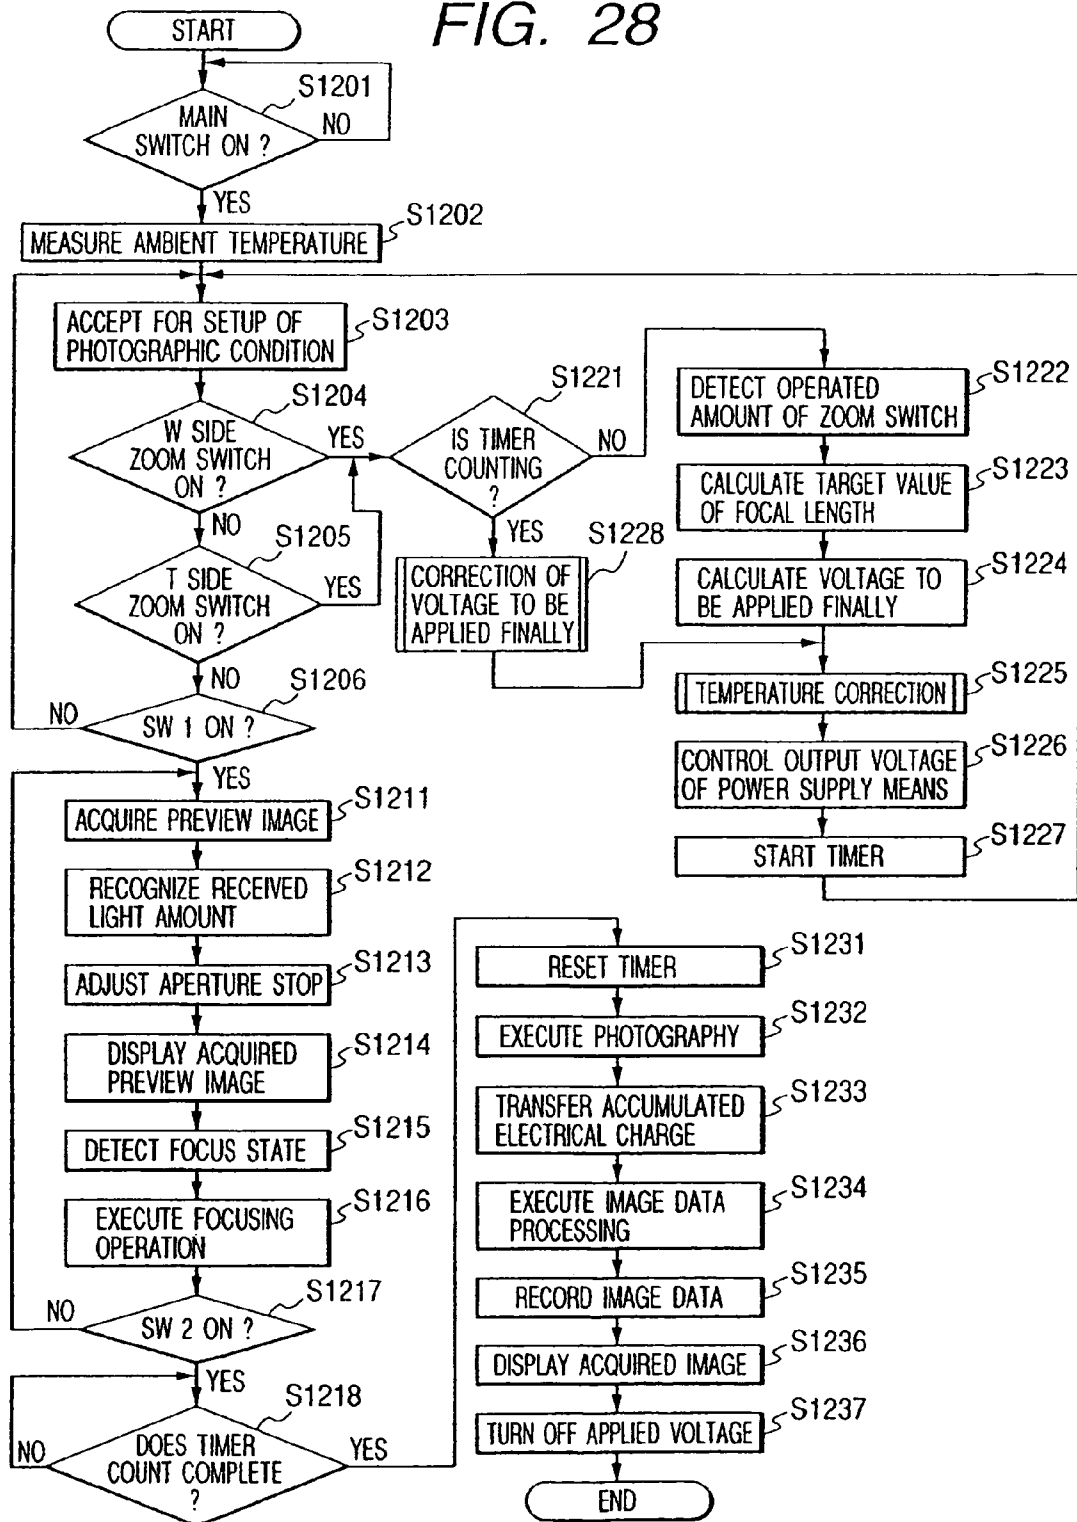 FIG. 28
START
S1201
MAIN
SWITCH ON ?
NO
YES
S1202
MEASURE AMBIENT TEMPERATURE
ACCEPT FOR SETUP OF
PHOTOGRAPHIC CONDITION
S1203
S1204
W SIDE
ZOOM SWITCH
ON ?
YES
NO
S1205
T SIDE
ZOOM SWITCH
ON ?
YES
NO
S1206
SW 1 ON ?
NO
YES
S1211
ACQUIRE PREVIEW IMAGE
S1212
RECOGNIZE RECEIVED
LIGHT AMOUNT
S1213
ADJUST APERTURE STOP
S1214
DISPLAY ACQUIRED
PREVIEW IMAGE
S1215
DETECT FOCUS STATE
S1216
EXECUTE FOCUSING
OPERATION
S1217
SW 2 ON ?
NO
YES
S1218
DOES TIMER
COUNT COMPLETE
?
NO
YES
S1221
IS TIMER
COUNTING
?
NO
YES
S1228
CORRECTION OF
VOLTAGE TO BE
APPLIED FINALLY
S1222
DETECT OPERATED
AMOUNT OF ZOOM SWITCH
S1223
CALCULATE TARGET VALUE
OF FOCAL LENGTH
S1224
CALCULATE VOLTAGE TO
BE APPLIED FINALLY
S1225
TEMPERATURE CORRECTION
S1226
CONTROL OUTPUT VOLTAGE
OF POWER SUPPLY MEANS
S1227
START TIMER
S1231
RESET TIMER
S1232
EXECUTE PHOTOGRAPHY
S1233
TRANSFER ACCUMULATED
ELECTRICAL CHARGE
S1234
EXECUTE IMAGE DATA
PROCESSING
S1235
RECORD IMAGE DATA
S1236
DISPLAY ACQUIRED IMAGE
S1237
TURN OFF APPLIED VOLTAGE
END